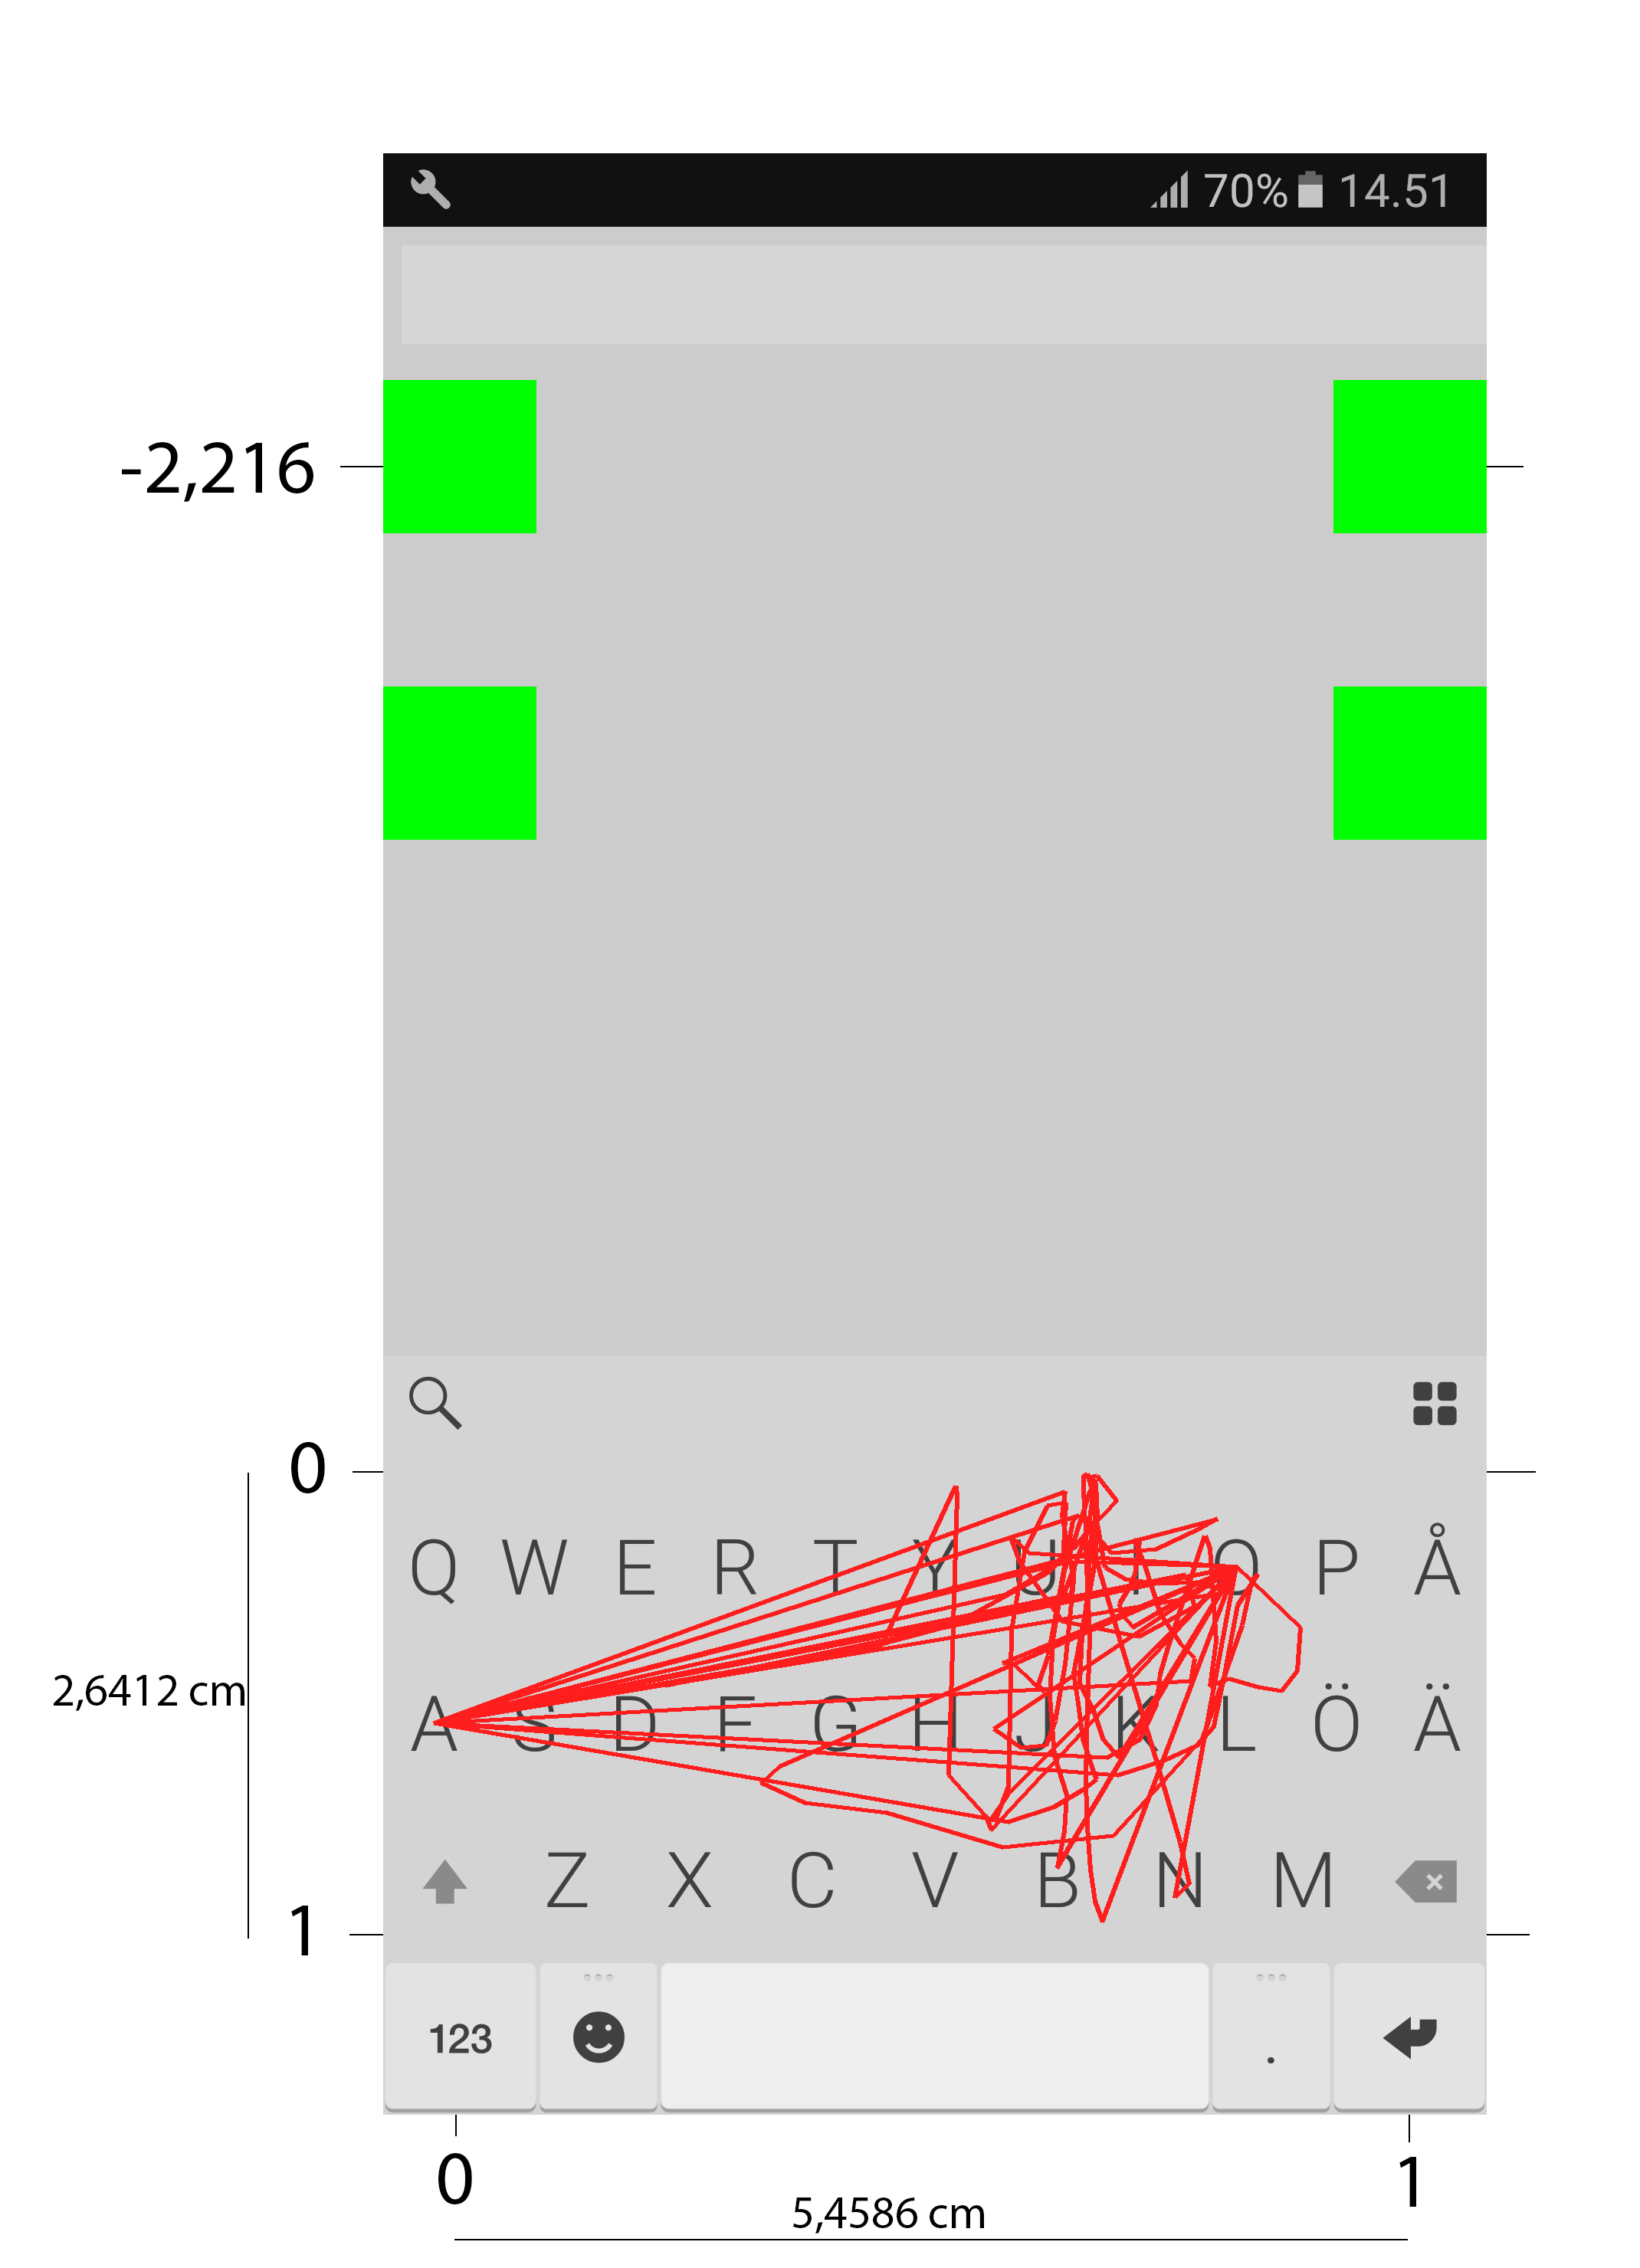 70% 14.51
-2,216
0
Q W E R T Y U I O P Å
2,6412 cm
A S D F G H J K L Ö Ä
Z X C V B N M
1
123 .
0 1
5,4586 cm